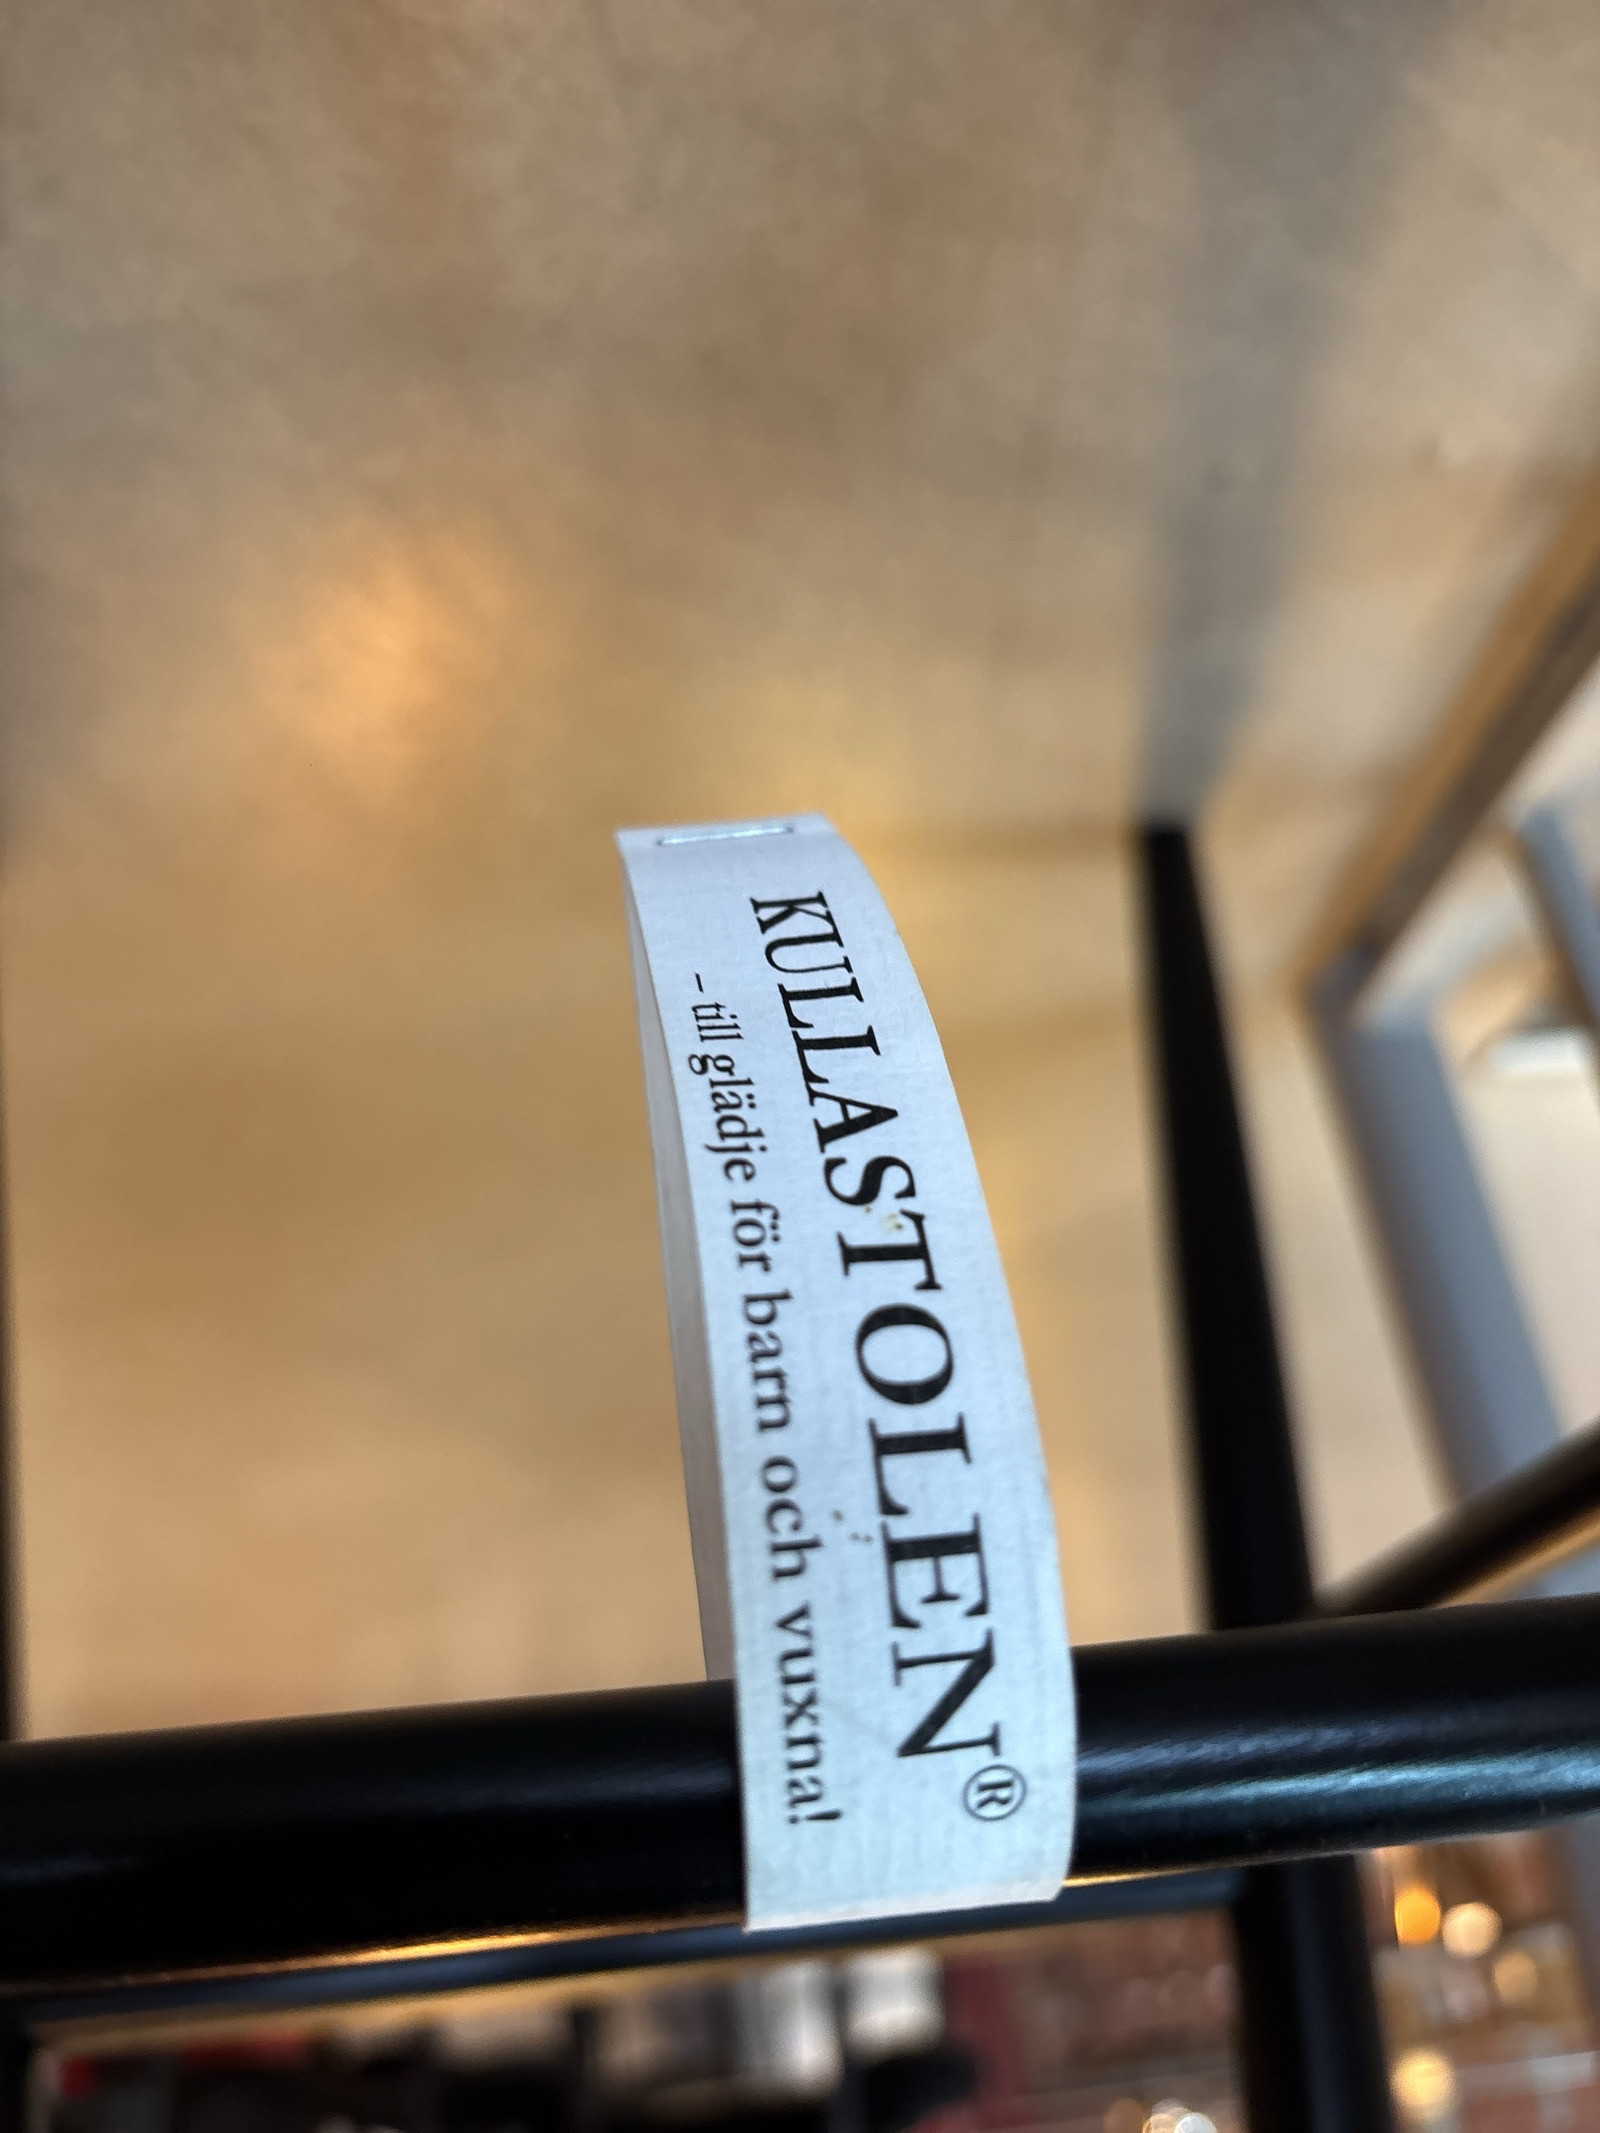 KULLASTOLEN®
– till glädje för barn och vuxna!